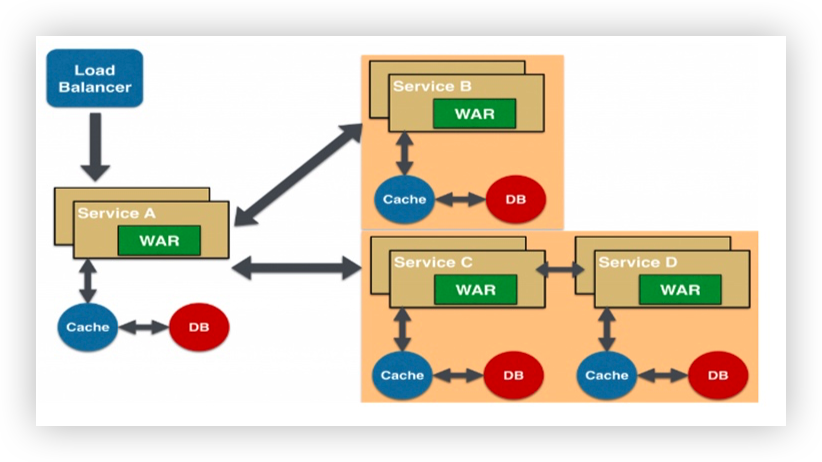 Load
Balancer
Service A
WAR
Cache
DB
Service B
WAR
Cache
DB
Service C
WAR
Cache
DB
Service D
WAR
Cache
DB